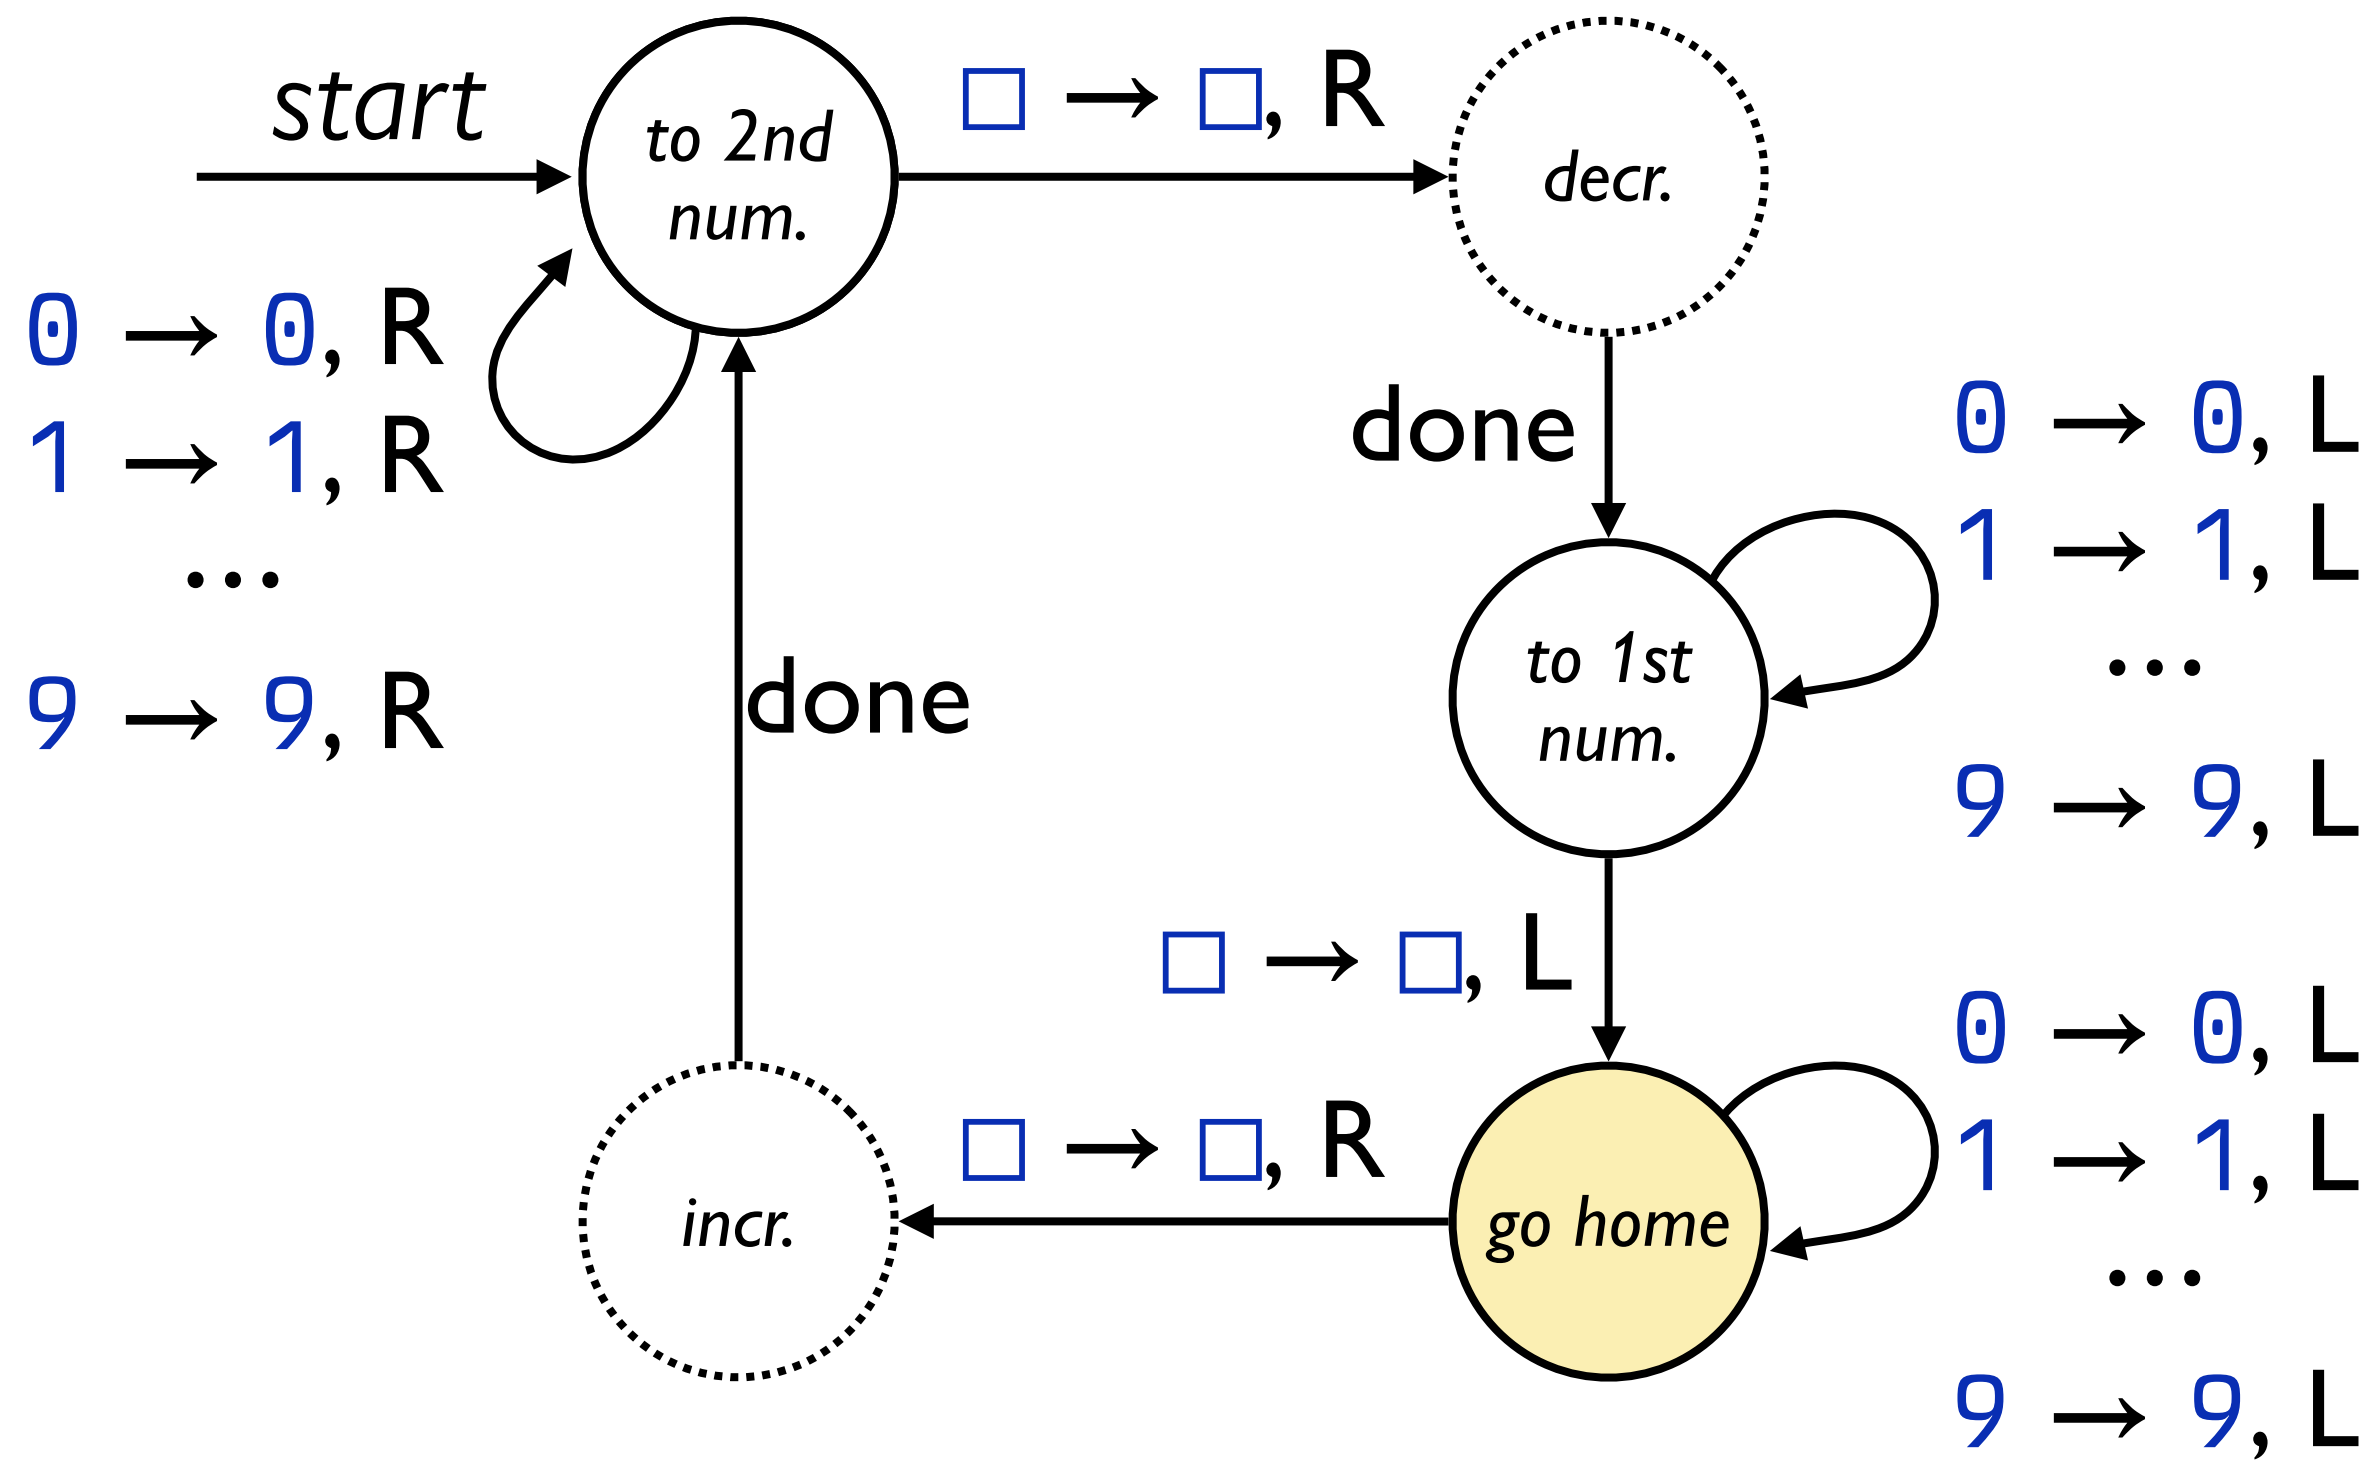 start
to 2nd
num.
□ → □, R
decr.
0 → 0, R
1 → 1, R
...
9 → 9, R
done
done
0 → 0, L
1 → 1, L
...
9 → 9, L
to 1st
num.
□ → □, L
incr.
□ → □, R
go home
0 → 0, L
1 → 1, L
...
9 → 9, L